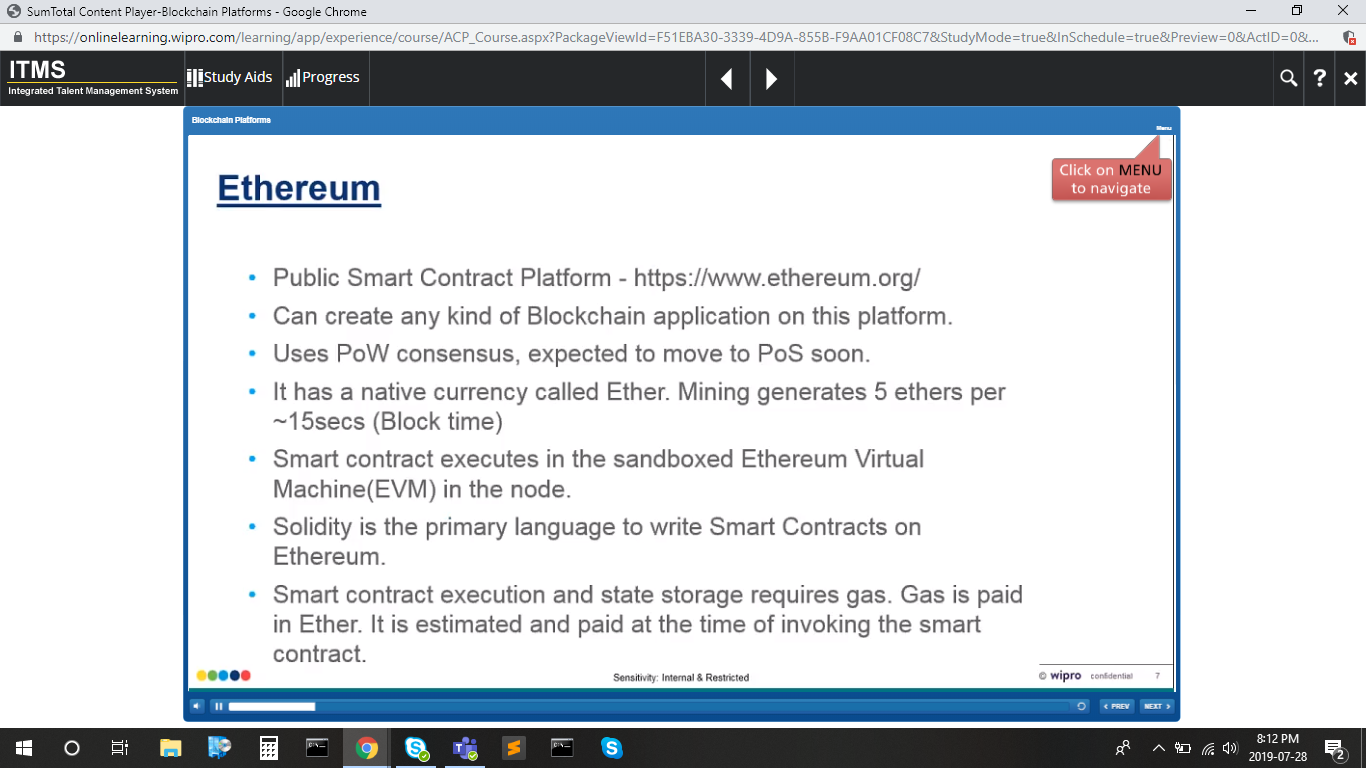 SumTotal Content Player-Blockchain Platforms - Google Chrome
https://onlinelearning.wipro.com/learning/app/experience/course/ACP_Course.aspx?PackageViewId=F51EBA30-3339-4D9A-855B-F9AA01CF08C7&StudyMode=true&InSchedule=true&Preview=0&ActID=0&...
ITMS
Integrated Talent Management System
Study Aids
Progress
?
Blockchain Platforms
Menu
Click on MENU
to navigate
Ethereum
• Public Smart Contract Platform - https://www.ethereum.org/
• Can create any kind of Blockchain application on this platform.
• Uses PoW consensus, expected to move to PoS soon.
• It has a native currency called Ether. Mining generates 5 ethers per
~15secs (Block time)
• Smart contract executes in the sandboxed Ethereum Virtual
Machine(EVM) in the node.
• Solidity is the primary language to write Smart Contracts on
Ethereum.
• Smart contract execution and state storage requires gas. Gas is paid
in Ether. It is estimated and paid at the time of invoking the smart
contract.
Sensitivity: Internal & Restricted
© wipro confidential 7
< PREV
NEXT >
8:12 PM
2019-07-28
2